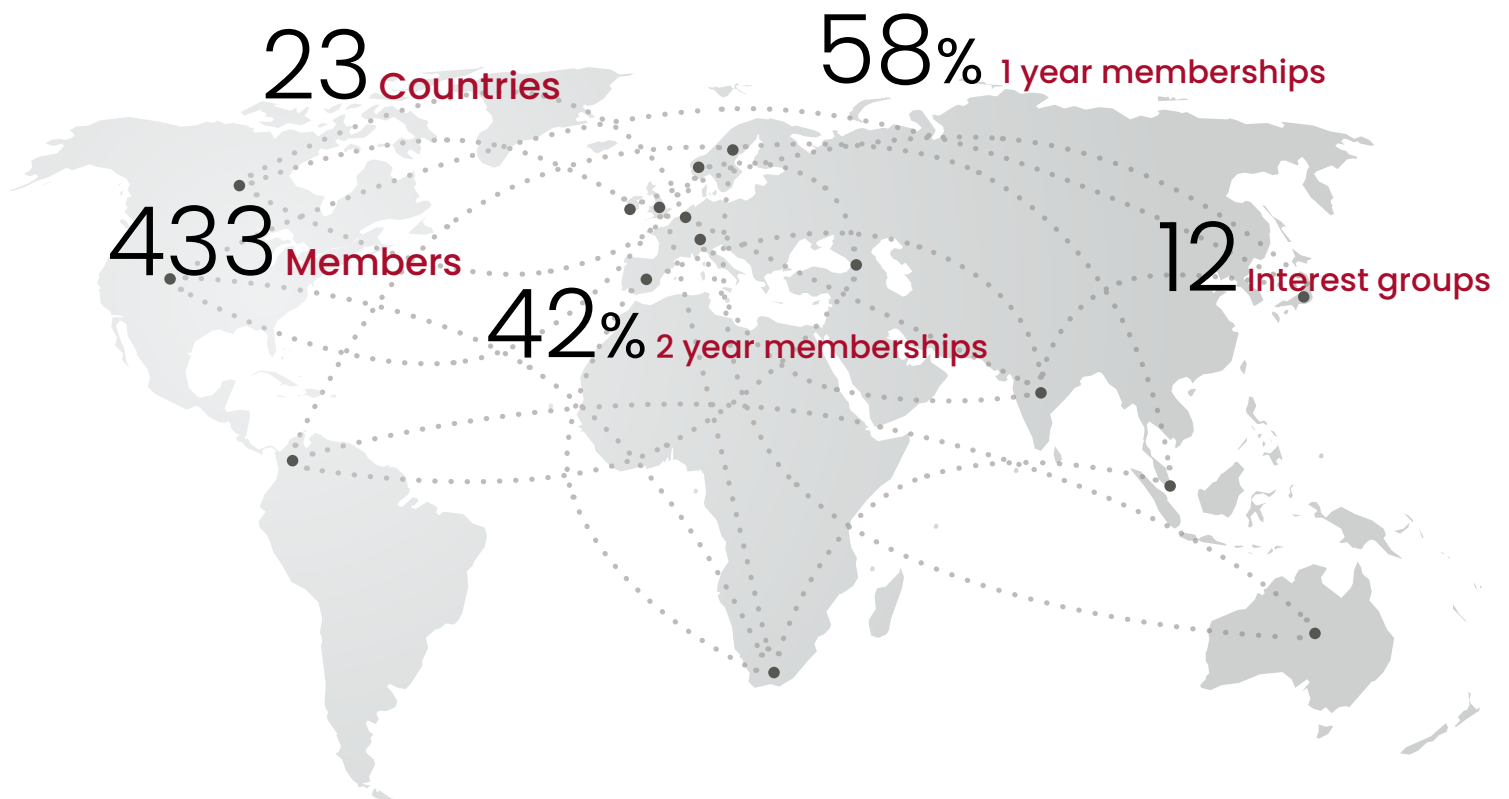 23 Countries
58% 1 year memberships
433 Members
12 Interest groups
42% 2 year memberships